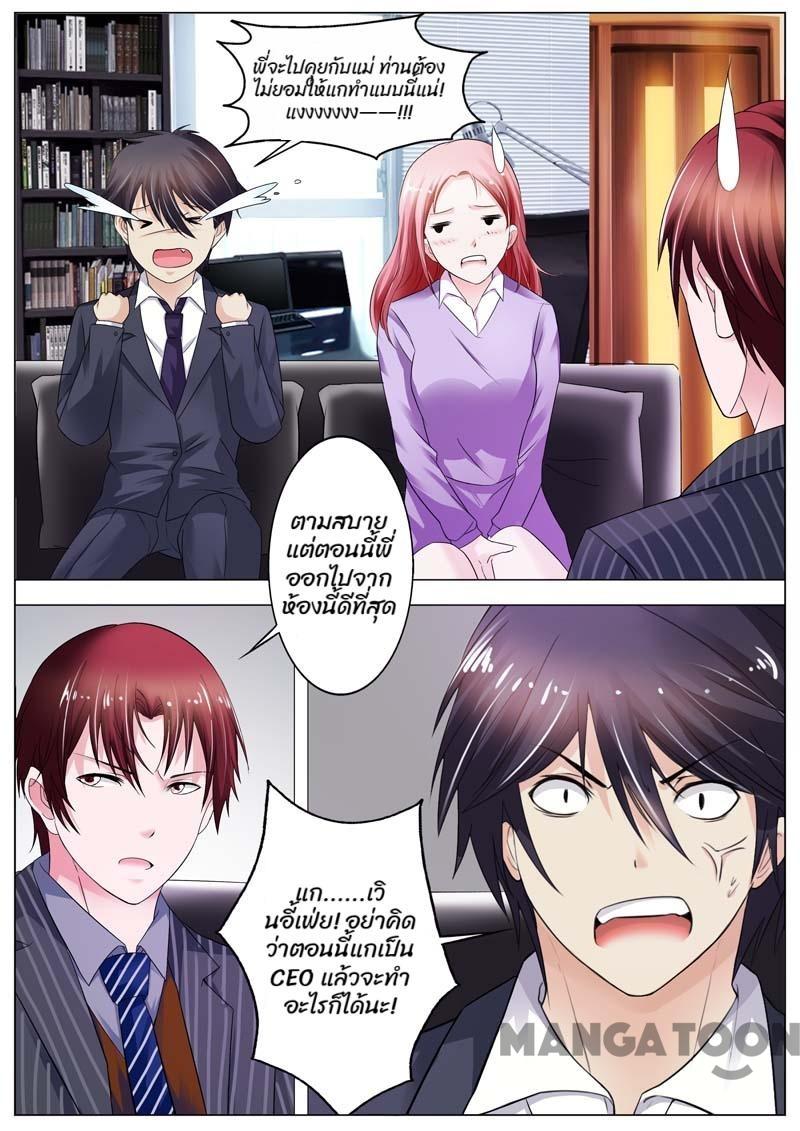 พี่จะไปคุยกับแม่ ท่านต้อง
ไม่ยอมให้แกทำแบบนี้แน่!
แงงงงงงง——!!!
ตามสบาย
แต่ตอนนี้พี่
ออกไปจาก
ห้องนี้ดีที่สุด
แก......เวิ
นอี้เฟย! อย่าคิด
ว่าตอนนี้แกเป็น
CEO แล้วจะทำ
อะไรก็ได้นะ!
MANGATOON